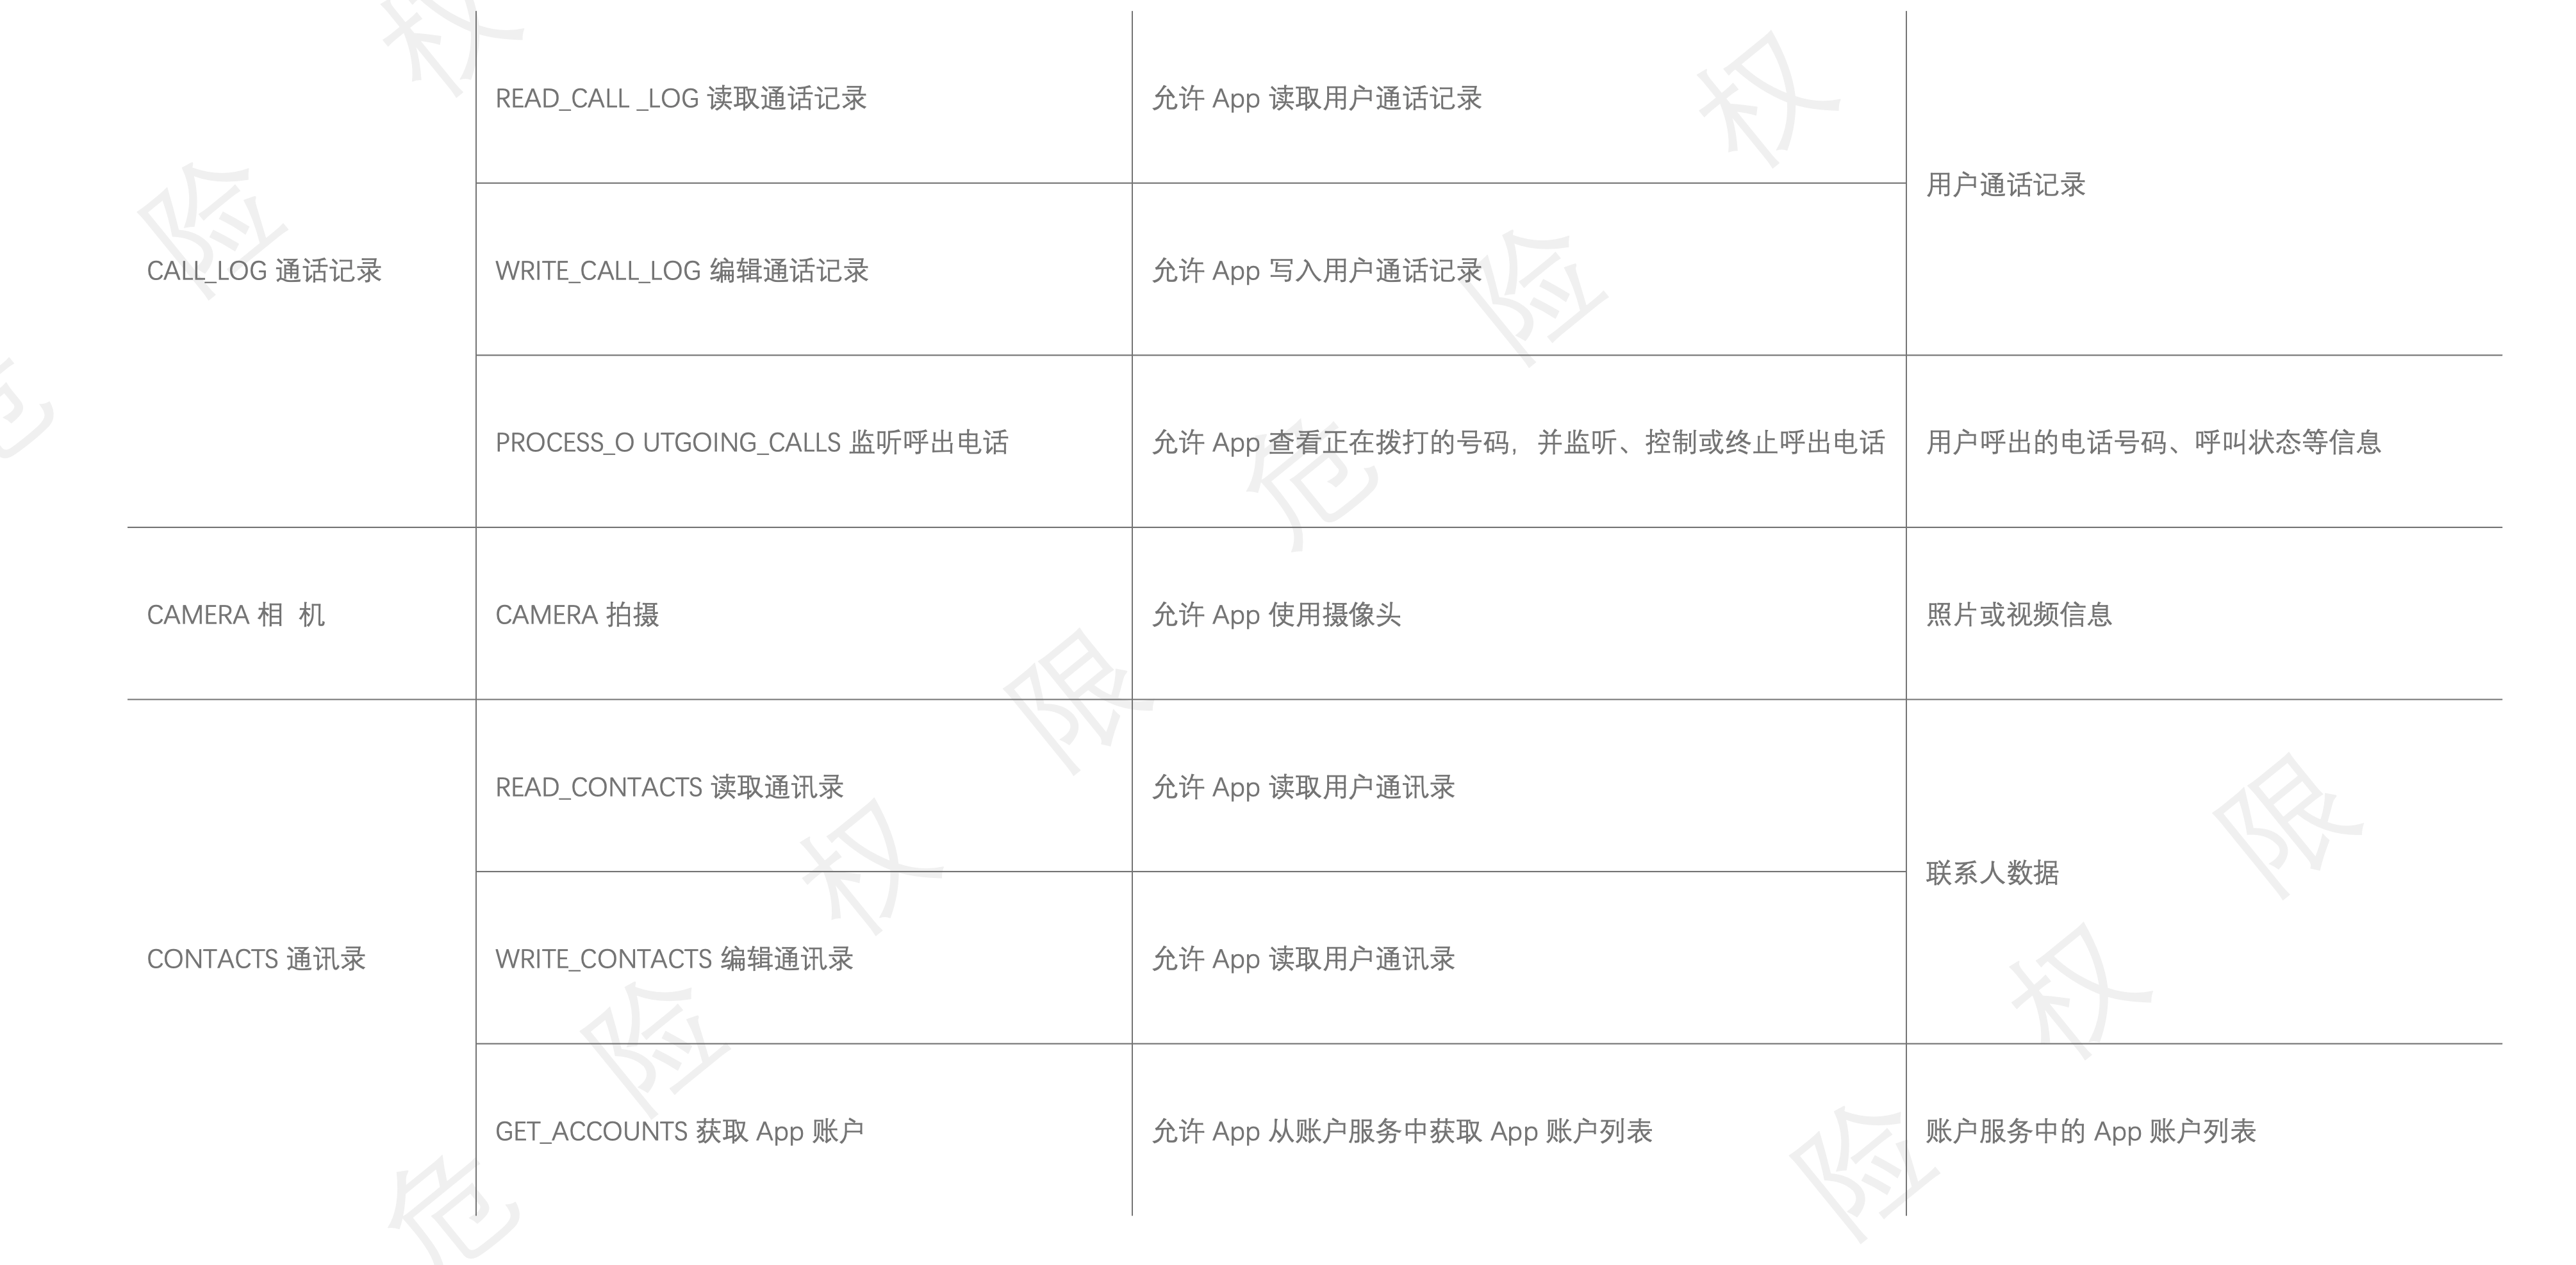 READ_CALL _LOG 读取通话记录
允许 App 读取用户通话记录
用户通话记录
CALL_LOG 通话记录
WRITE_CALL_LOG 编辑通话记录
允许 App 写入用户通话记录
PROCESS_O UTGOING_CALLS 监听呼出电话
允许 App 查看正在拨打的号码，并监听、控制或终止呼出电话
用户呼出的电话号码、呼叫状态等信息
CAMERA 相 机
CAMERA 拍摄
允许 App 使用摄像头
照片或视频信息
READ_CONTACTS 读取通讯录
允许 App 读取用户通讯录
联系人数据
CONTACTS 通讯录
WRITE_CONTACTS 编辑通讯录
允许 App 读取用户通讯录
GET_ACCOUNTS 获取 App 账户
允许 App 从账户服务中获取 App 账户列表
账户服务中的 App 账户列表
危 险 权
危 险 权
危 险 权 限
险 权 限